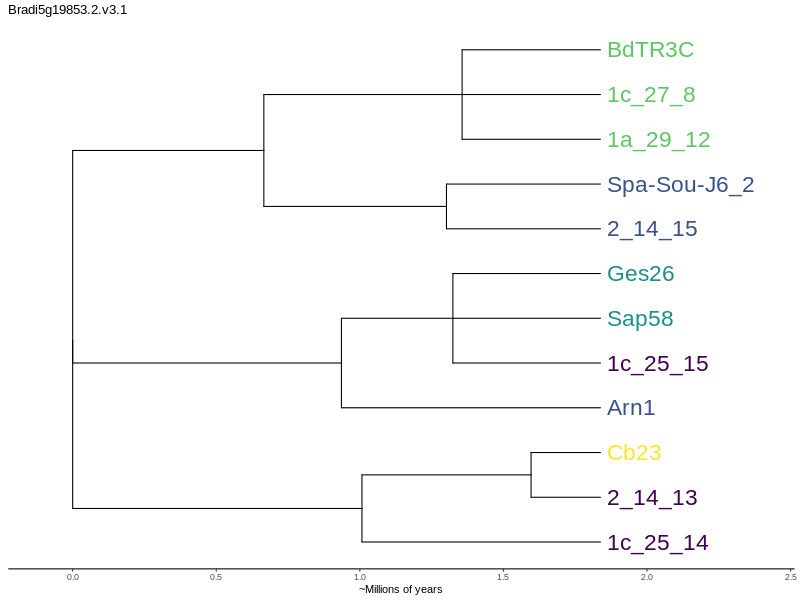 Bradi5g19853.2.v3.1
BdTR3C
1c_27_8
1a_29_12
Spa-Sou-J6_2
2_14_15
Ges26
Sap58
1c_25_15
Arn1
Cb23
2_14_13
1c_25_14
0.0 0.5 1.0 1.5 2.0 2.5
~Millions of years